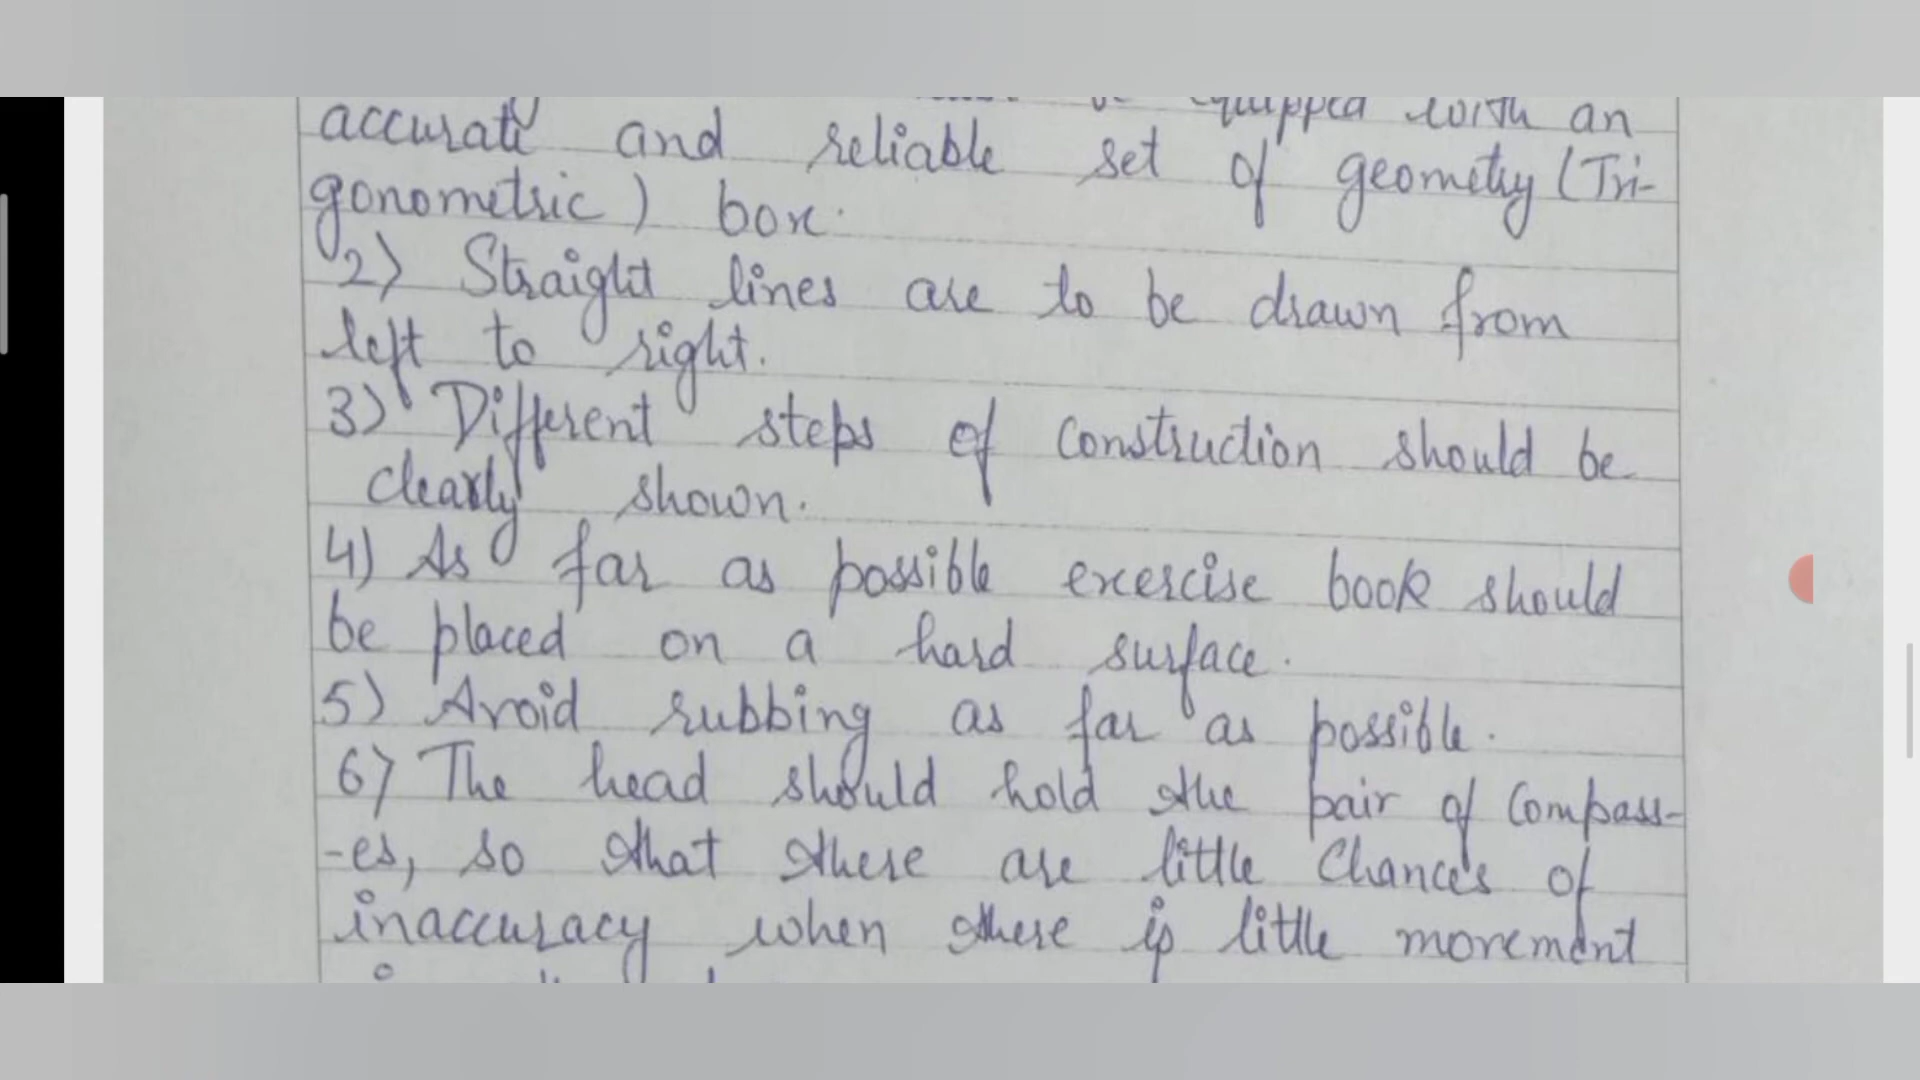 equipped with an
accurate and reliable set of geometry (Tri-
gonometric) box.
2) Straight lines are to be drawn from
left to right.
3) Different steps of construction should be
clearly shown.
4) As far as possible exercise book should
be placed on a hard surface.
5) Avoid rubbing as far as possible.
6) The head should hold the pair of Compass-
-es, so that there are little Chances of
inaccuracy when there is little movement